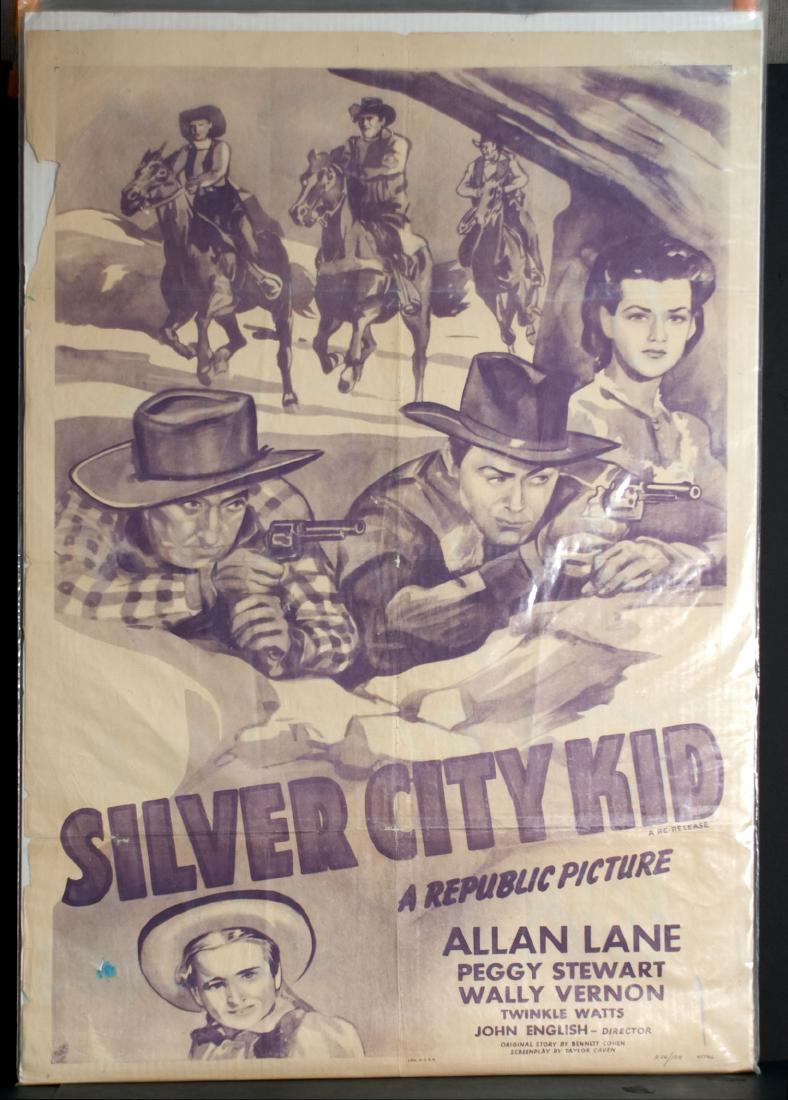 SILVER CITY KID
A RE-RELEASE
A REPUBLIC PICTURE
ALLAN LANE
PEGGY STEWART
WALLY VERNON
TWINKLE WATTS
JOHN ENGLISH – DIRECTOR
ORIGINAL STORY BY BENNETT COHEN
SCREENPLAY BY TAYLOR CAVEN